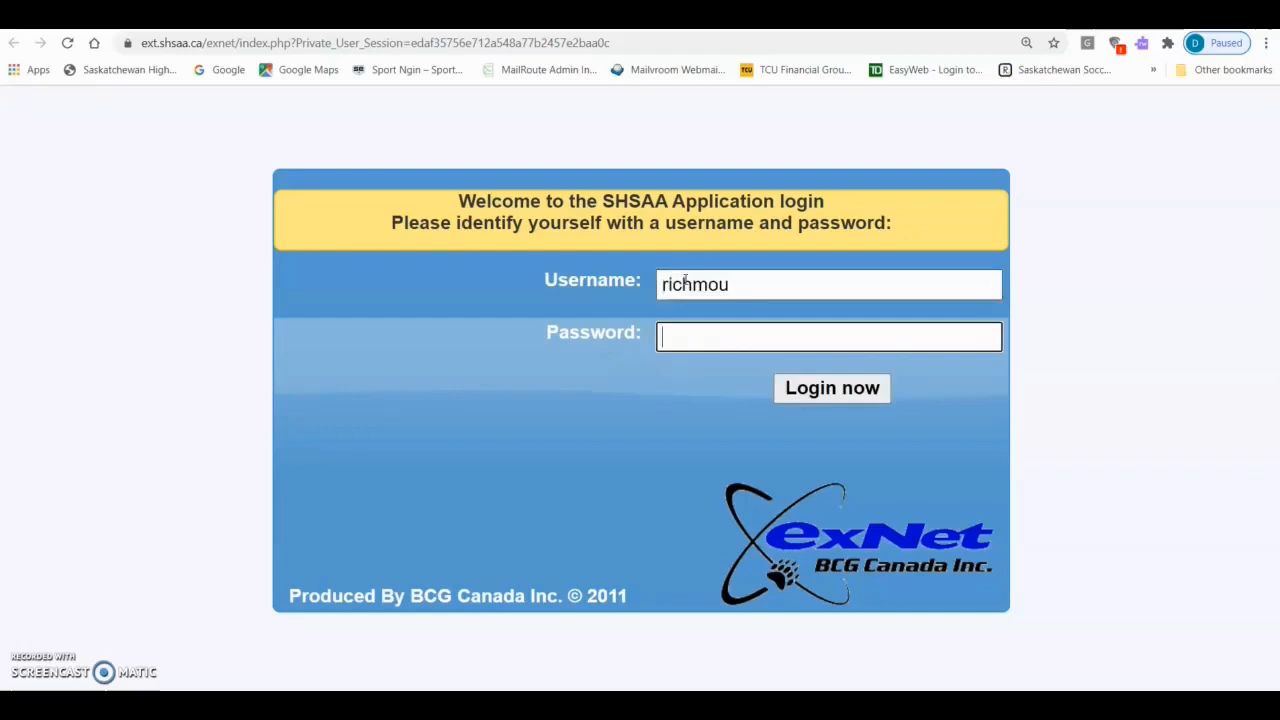 ext.shsaa.ca/exnet/index.php?Private_User_Session=edaf35756e712a548a77b2457e2baa0c
G
D
Paused
Apps
Saskatchewan High...
Google
Google Maps
Sport Ngin – Sport...
MailRoute Admin In...
Mailvroom Webmai...
TCU
TCU Financial Grou...
TD
EasyWeb - Login to...
R
Saskatchewan Socc...
»
Other bookmarks
Welcome to the SHSAA Application login
Please identify yourself with a username and password:
Username:
richmou
Password:
Login now
exNet
BCG Canada Inc.
Produced By BCG Canada Inc. © 2011
RECORDED WITH
SCREENCAST MATIC